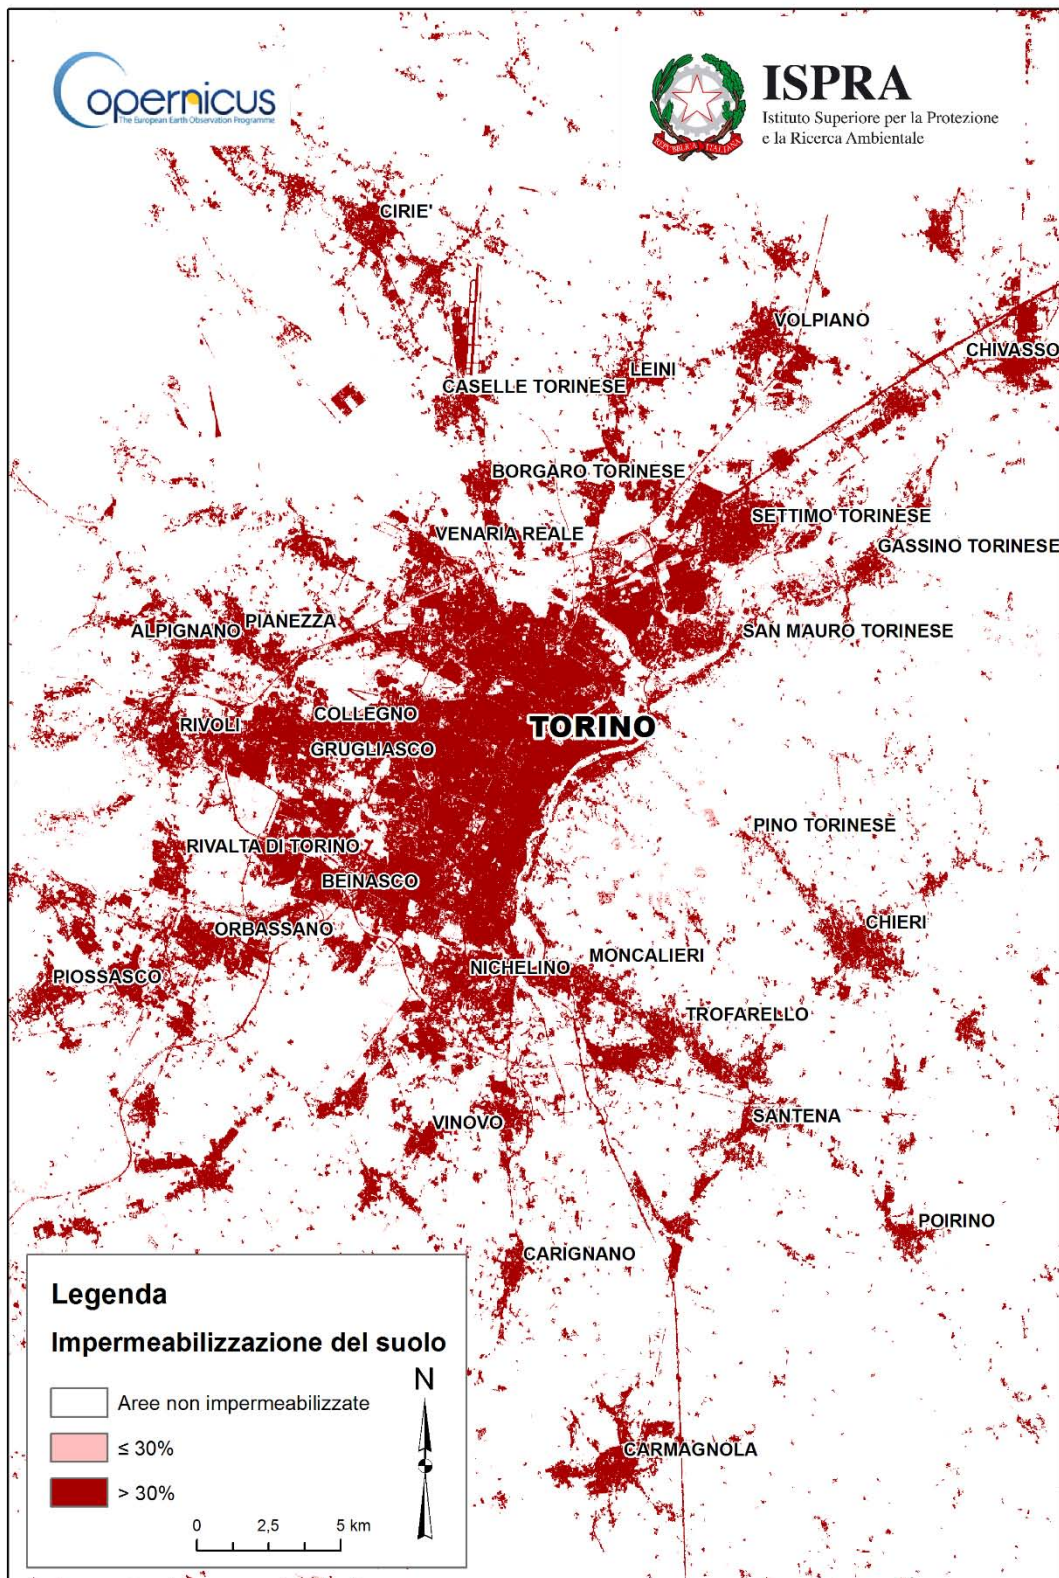 Copernicus
The European Earth Observation Programme
ISPRA
Istituto Superiore per la Protezione
e la Ricerca Ambientale
REPVBBLICA ITALIANA
CIRIE'
VOLPIANO
CHIVASSO
LEINI
CASELLE TORINESE
BORGARO TORINESE
SETTIMO TORINESE
VENARIA REALE
GASSINO TORINESE
PIANEZZA
ALPIGNANO
SAN MAURO TORINESE
COLLEGNO
RIVOLI
TORINO
GRUGLIASCO
PINO TORINESE
RIVALTA DI TORINO
BEINASCO
CHIERI
ORBASSANO
MONCALIERI
NICHELINO
PIOSSASCO
TROFARELLO
SANTENA
VINOVO
POIRINO
CARIGNANO
CARMAGNOLA
Legenda
Impermeabilizzazione del suolo
N
Aree non impermeabilizzate
≤ 30%
> 30%
0 2,5 5 km